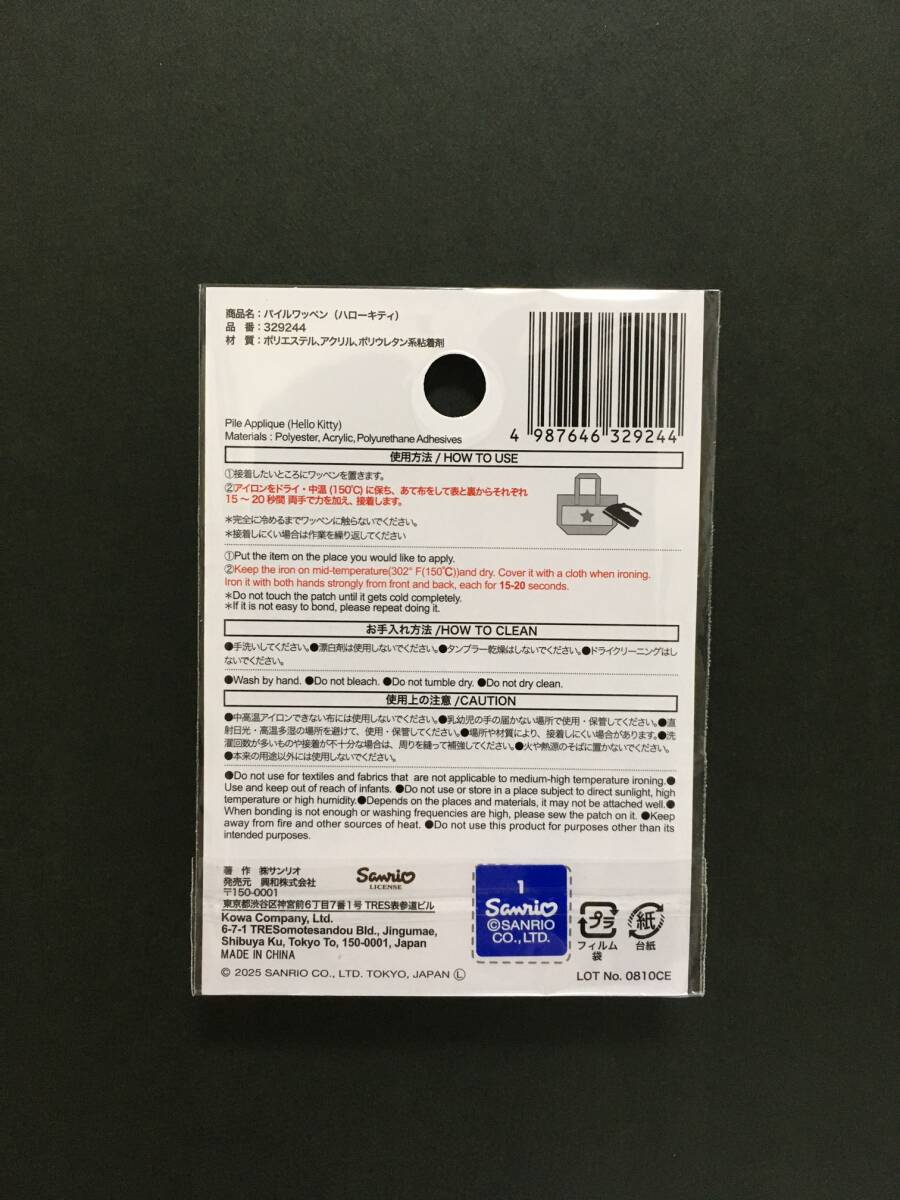 商品名：パイルワッペン（ハローキティ）
品　番：329244
材　質：ポリエステル、アクリル、ポリウレタン系粘着剤
Pile Applique (Hello Kitty)
Materials : Polyester, Acrylic, Polyurethane Adhesives
4 987646 329244
使用方法 / HOW TO USE
①接着したいところにワッペンを置きます。
②アイロンをドライ・中温 (150℃) に保ち、あて布をして表と裏からそれぞれ
15～20秒間 両手で力を加え、接着します。
＊完全に冷めるまでワッペンに触らないでください。
＊接着しにくい場合は作業を繰り返してください
①Put the item on the place you would like to apply.
②Keep the iron on mid-temperature(302° F(150℃))and dry. Cover it with a cloth when ironing.
Iron it with both hands strongly from front and back, each for 15-20 seconds.
＊Do not touch the patch until it gets cold completely.
＊If it is not easy to bond, please repeat doing it.
お手入れ方法 /HOW TO CLEAN
●手洗いしてください。●漂白剤は使用しないでください。●タンブラー乾燥はしないでください。●ドライクリーニングはし
ないでください。
●Wash by hand. ●Do not bleach. ●Do not tumble dry. ●Do not dry clean.
使用上の注意 /CAUTION
●中高温アイロンできない布には使用しないでください。●乳幼児の手の届かない場所で使用・保管してください。●直
射日光・高温多湿の場所を避けて、使用・保管してください。●場所や材質により、接着しにくい場合があります。●洗
濯回数が多いものや接着が不十分な場合は、周りを縫って補強してください。●火や熱源のそばに置かないでください。
●本来の用途以外には使用しないでください。
●Do not use for textiles and fabrics that are not applicable to medium-high temperature ironing.●
Use and keep out of reach of infants. ●Do not use or store in a place subject to direct sunlight, high
temperature or high humidity.●Depends on the places and materials, it may not be attached well.●
When bonding is not enough or washing frequencies are high, please sew the patch on it. ●Keep
away from fire and other sources of heat. ●Do not use this product for purposes other than its
intended purposes.
著　作　㈱サンリオ
発売元　興和株式会社
〒150-0001
東京都渋谷区神宮前6丁目7番1号 TRES表参道ビル
Kowa Company, Ltd.
6-7-1 TRESomotesandou Bld., Jingumae,
Shibuya Ku, Tokyo To, 150-0001, Japan
MADE IN CHINA
© 2025 SANRIO CO., LTD. TOKYO, JAPAN Ⓛ
Sanrio
LICENSE
1
Sanrio
©SANRIO
CO., LTD.
プラ
フィルム
袋
紙
台紙
LOT No. 0810CE